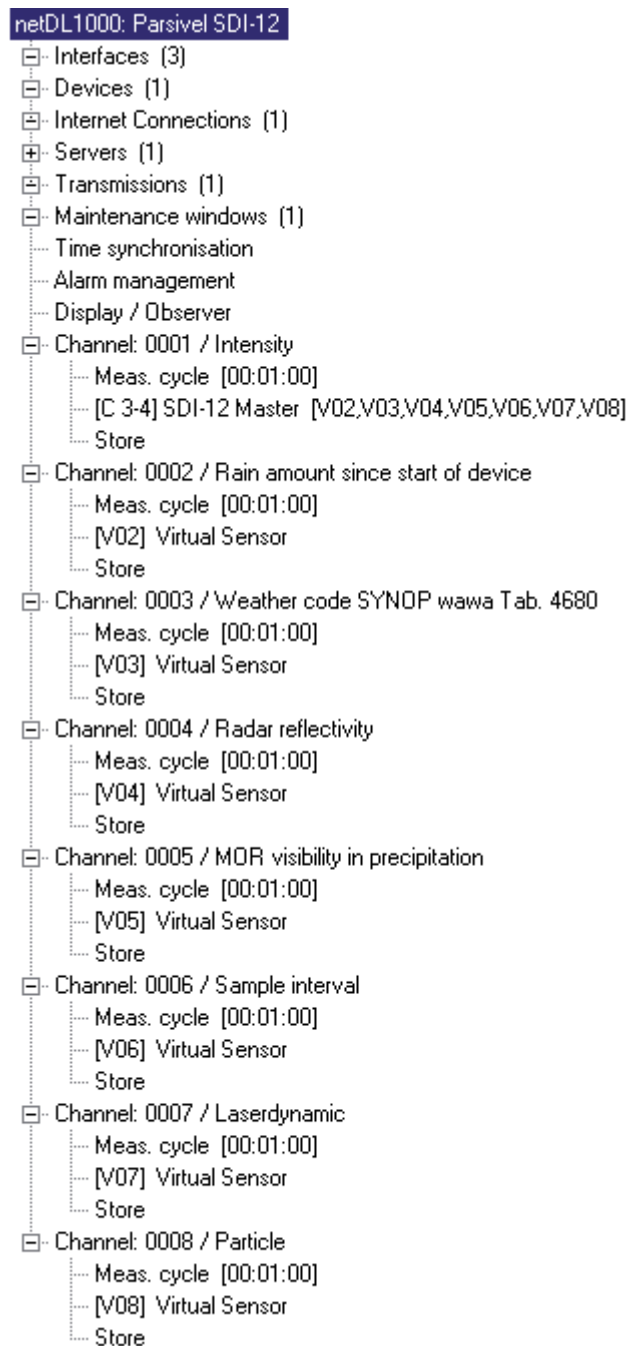 netDL1000: Parsivel SDI-12
Interfaces (3)
Devices (1)
Internet Connections (1)
Servers (1)
Transmissions (1)
Maintenance windows (1)
Time synchronisation
Alarm management
Display / Observer
Channel: 0001 / Intensity
Meas. cycle [00:01:00]
[C 3-4] SDI-12 Master [V02,V03,V04,V05,V06,V07,V08]
Store
Channel: 0002 / Rain amount since start of device
Meas. cycle [00:01:00]
[V02] Virtual Sensor
Store
Channel: 0003 / Weather code SYNOP wawa Tab. 4680
Meas. cycle [00:01:00]
[V03] Virtual Sensor
Store
Channel: 0004 / Radar reflectivity
Meas. cycle [00:01:00]
[V04] Virtual Sensor
Store
Channel: 0005 / MOR visibility in precipitation
Meas. cycle [00:01:00]
[V05] Virtual Sensor
Store
Channel: 0006 / Sample interval
Meas. cycle [00:01:00]
[V06] Virtual Sensor
Store
Channel: 0007 / Laserdynamic
Meas. cycle [00:01:00]
[V07] Virtual Sensor
Store
Channel: 0008 / Particle
Meas. cycle [00:01:00]
[V08] Virtual Sensor
Store